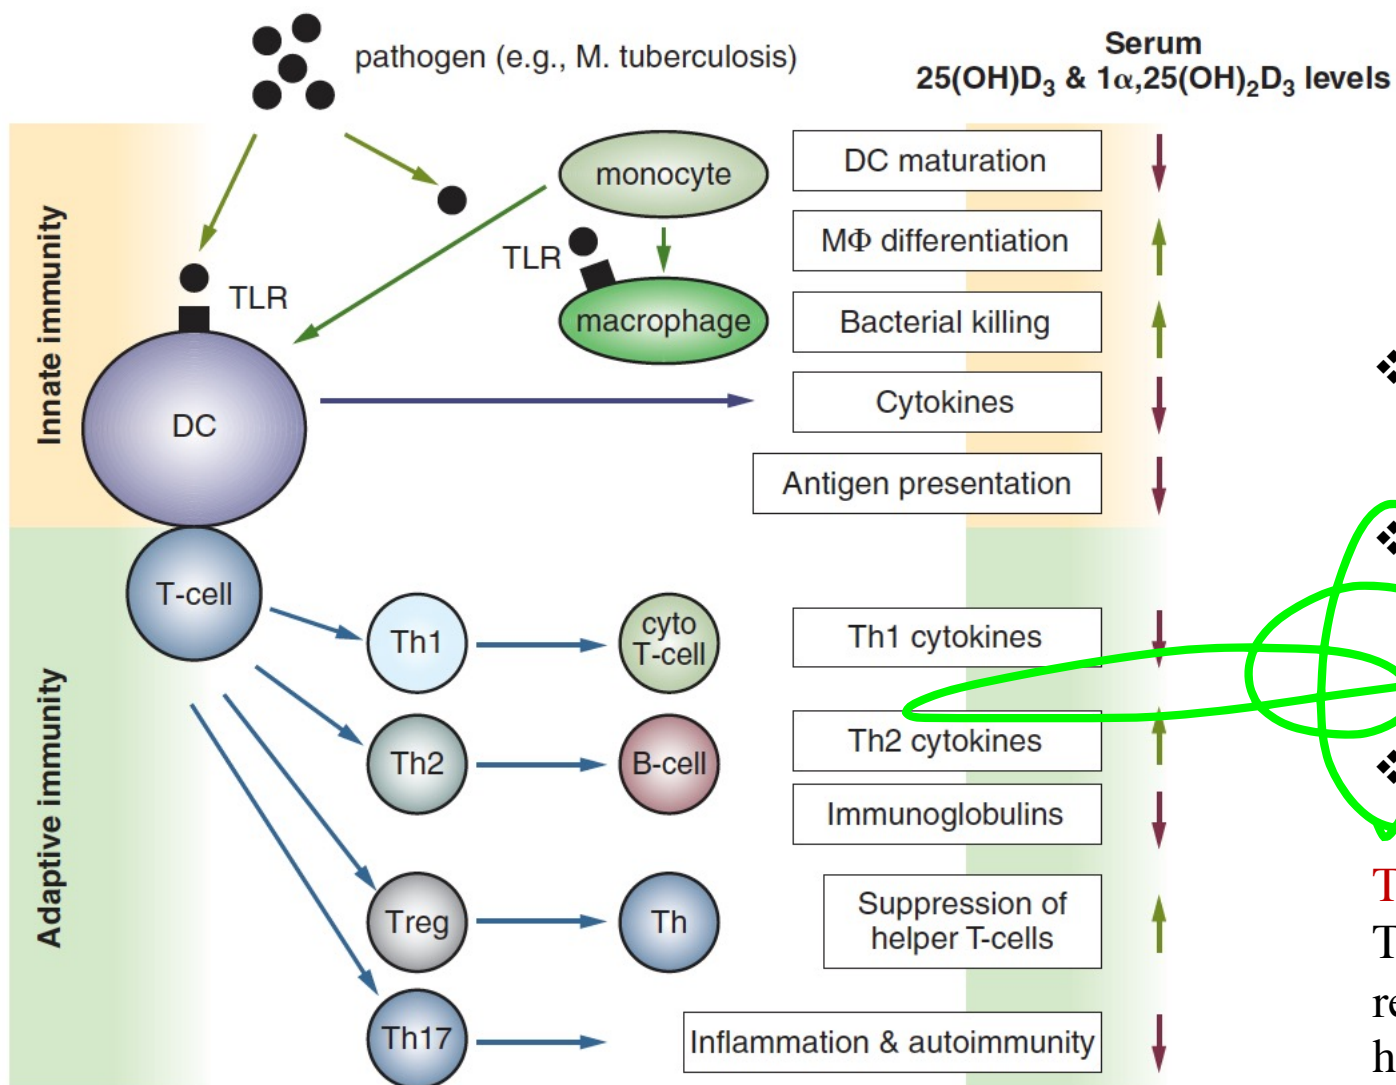 pathogen (e.g., M. tuberculosis)
Serum
25(OH)D₃ & 1α,25(OH)₂D₃ levels
Innate immunity
monocyte
TLR
macrophage
TLR
DC
DC maturation
MΦ differentiation
Bacterial killing
Cytokines
Antigen presentation
Adaptive immunity
T-cell
Th1
cyto
T-cell
Th1 cytokines
Th2
B-cell
Th2 cytokines
Immunoglobulins
Treg
Th
Suppression of
helper T-cells
Th17
Inflammation & autoimmunity